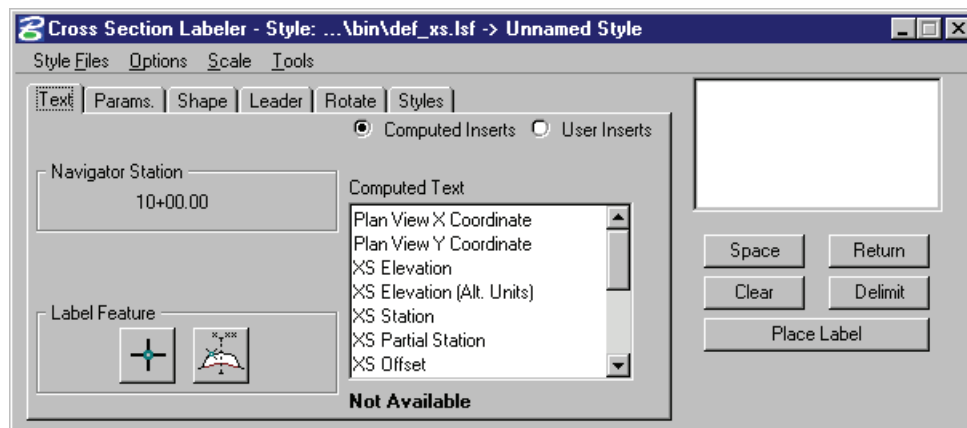 Cross Section Labeler - Style: ...\bin\def_xs.lsf -> Unnamed Style
Style Files Options Scale Tools
Text Params. Shape Leader Rotate Styles
Computed Inserts User Inserts
Navigator Station
10+00.00
Computed Text
Plan View X Coordinate
Plan View Y Coordinate
XS Elevation
XS Elevation (Alt. Units)
XS Station
XS Partial Station
XS Offset
Not Available
Label Feature
Space Return
Clear Delimit
Place Label